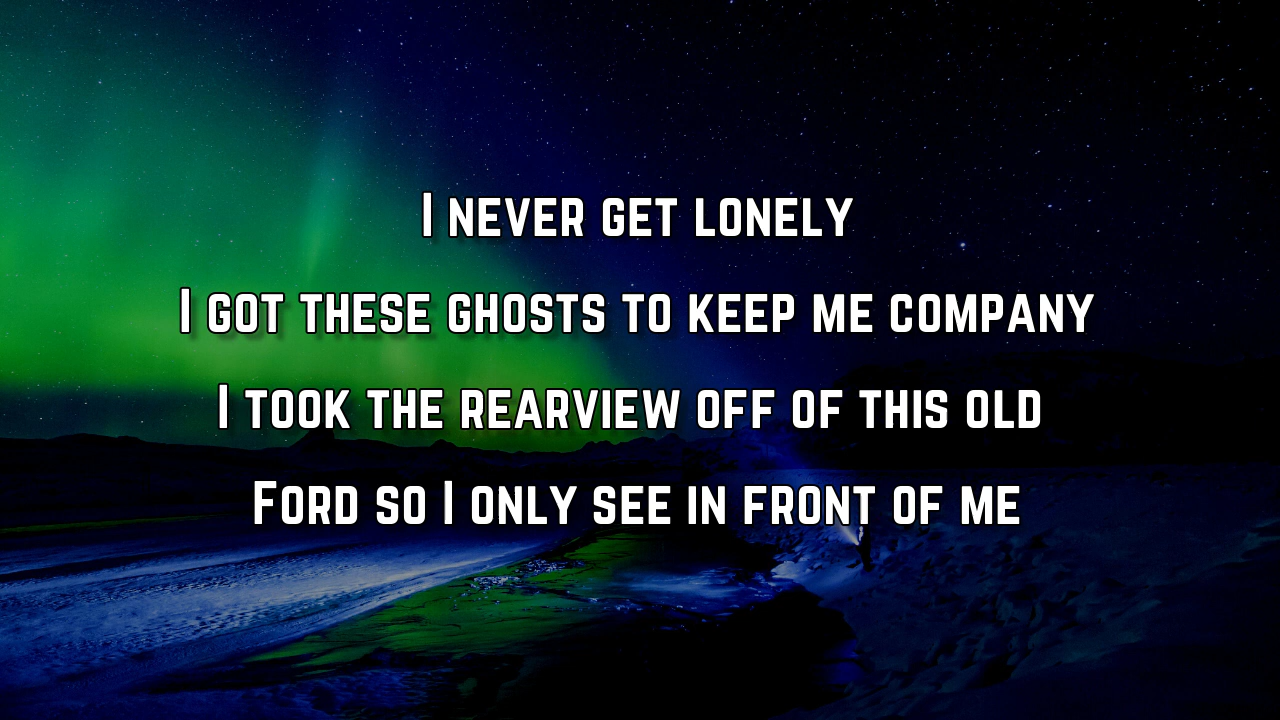 I NEVER GET LONELY
I GOT THESE GHOSTS TO KEEP ME COMPANY
I TOOK THE REARVIEW OFF OF THIS OLD
FORD SO I ONLY SEE IN FRONT OF ME